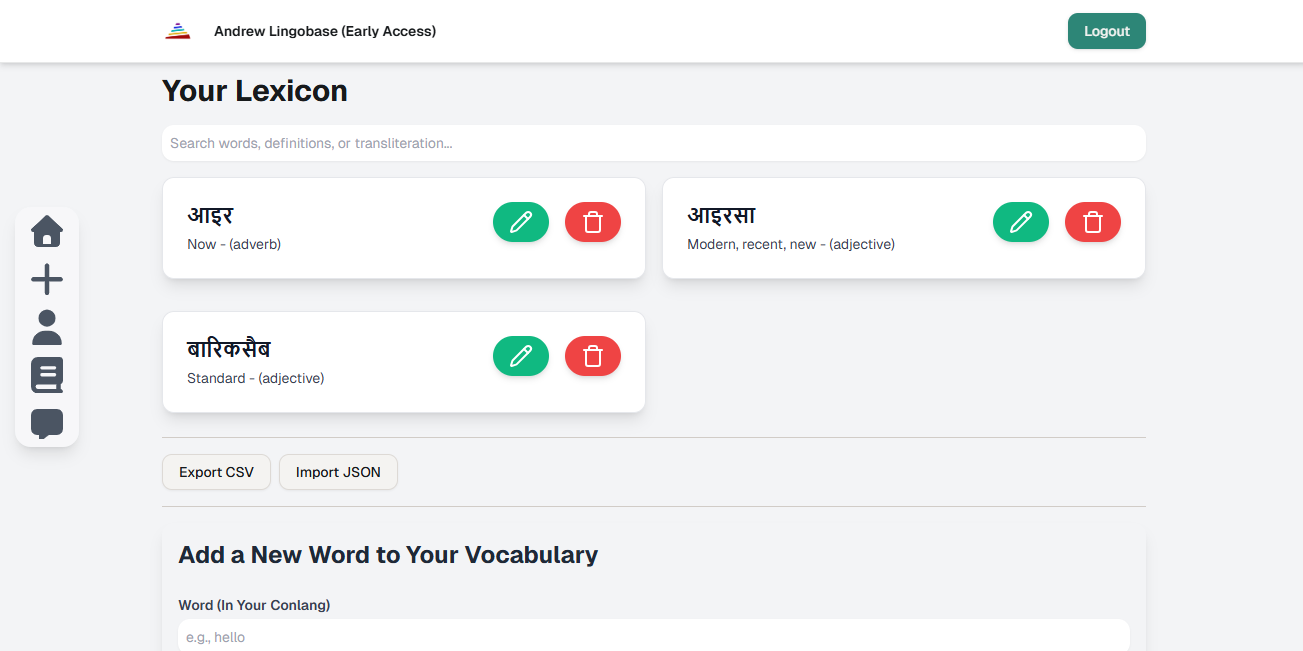 Andrew Lingobase (Early Access)
Logout
Your Lexicon
Search words, definitions, or transliteration...
आइर
Now - (adverb)
आइरसा
Modern, recent, new - (adjective)
बारिकसैब
Standard - (adjective)
Export CSV
Import JSON
Add a New Word to Your Vocabulary
Word (In Your Conlang)
e.g., hello